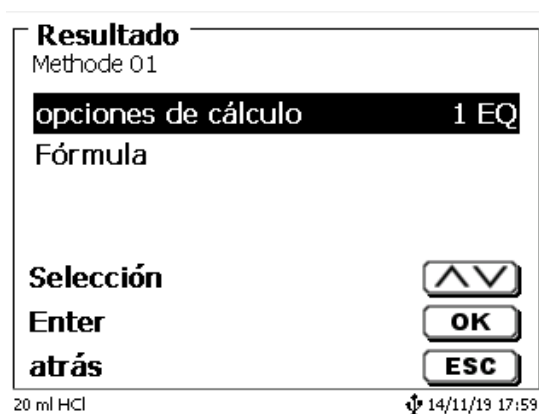 Resultado
Methode 01
opciones de cálculo 1 EQ
Fórmula
Selección
Enter OK
atrás ESC
20 ml HCl 14/11/19 17:59